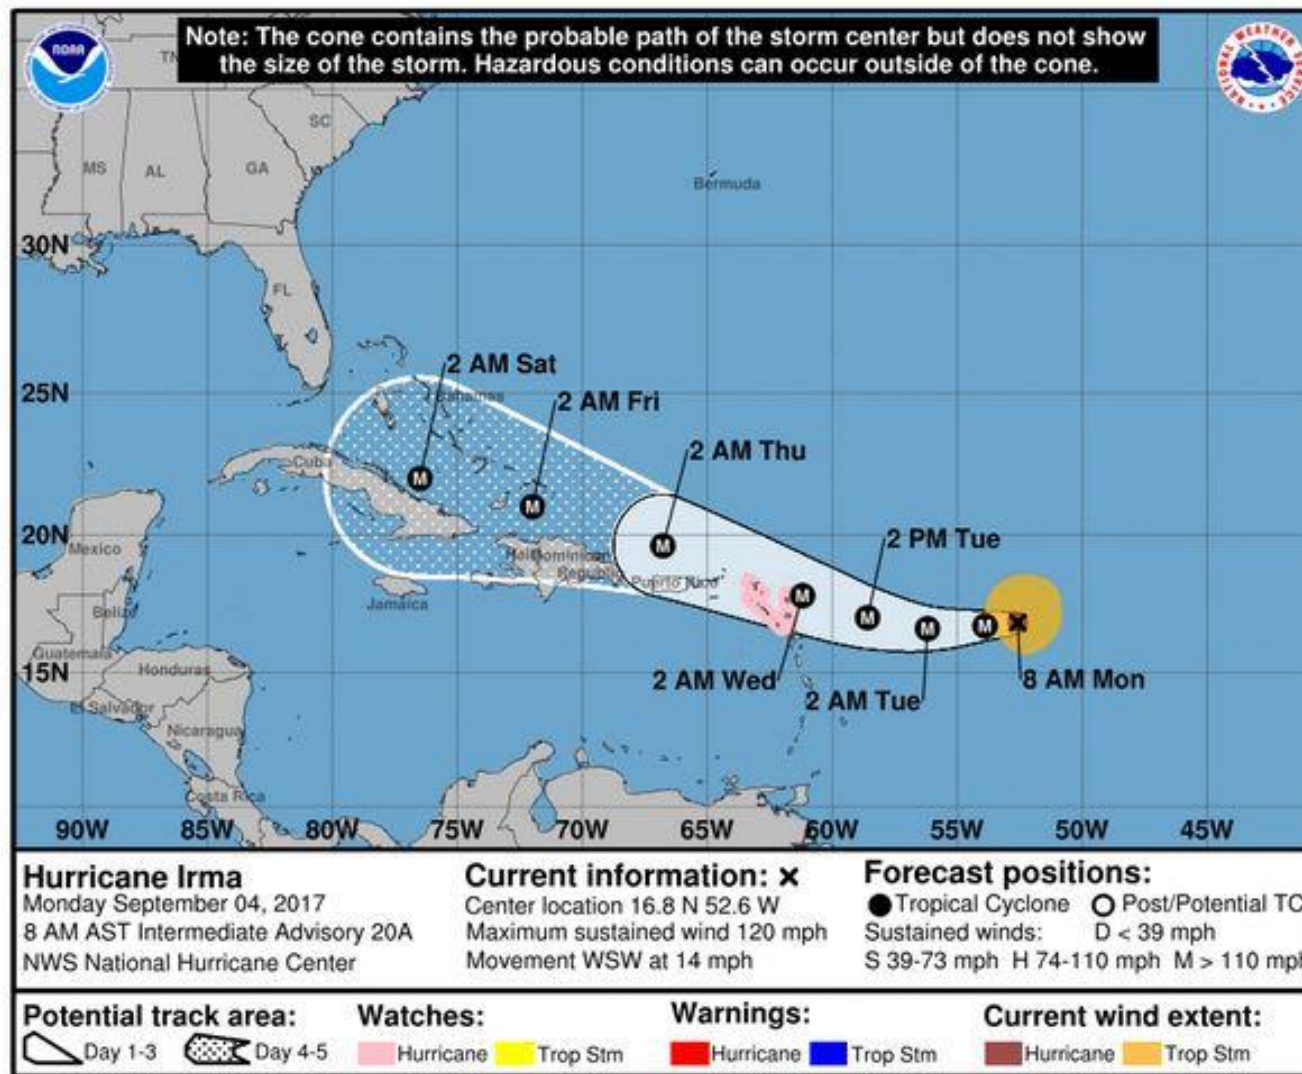 Note: The cone contains the probable path of the storm center but does not show
the size of the storm. Hazardous conditions can occur outside of the cone.
NOAA
NATIONAL WEATHER SERVICE
TN
SC
MS
AL
GA
Bermuda
30N
FL
2 AM Sat
25N
Bahamas
2 AM Fri
2 AM Thu
Cuba
M
M
20N
Mexico
M
2 PM Tue
Haiti
Dominican
Republic
Puerto Rico
Jamaica
Belize
M
M
M
M
Guatemala
15N
Honduras
2 AM Wed
2 AM Tue
8 AM Mon
El Salvador
Nicaragua
Costa Rica
90W 85W 80W 75W 70W 65W 60W 55W 50W 45W
Hurricane Irma
Monday September 04, 2017
8 AM AST Intermediate Advisory 20A
NWS National Hurricane Center
Current information: x
Center location 16.8 N 52.6 W
Maximum sustained wind 120 mph
Movement WSW at 14 mph
Forecast positions:
Tropical Cyclone Post/Potential TC
Sustained winds: D < 39 mph
S 39-73 mph H 74-110 mph M > 110 mph
Potential track area:
Day 1-3 Day 4-5
Watches:
Hurricane Trop Stm
Warnings:
Hurricane Trop Stm
Current wind extent:
Hurricane Trop Stm